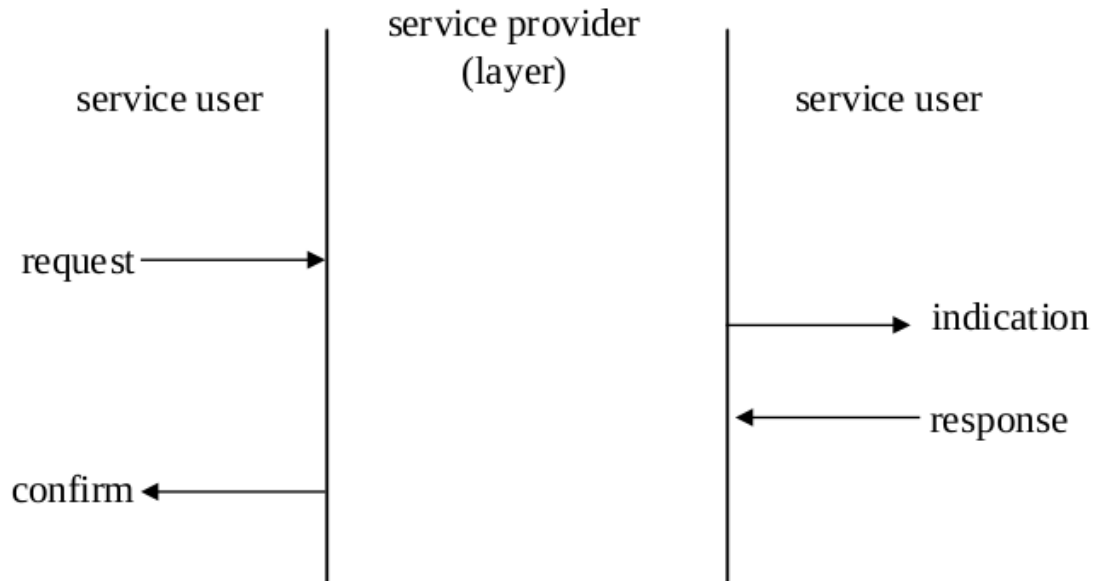 service provider
(layer)
service user
service user
request
indication
response
confirm